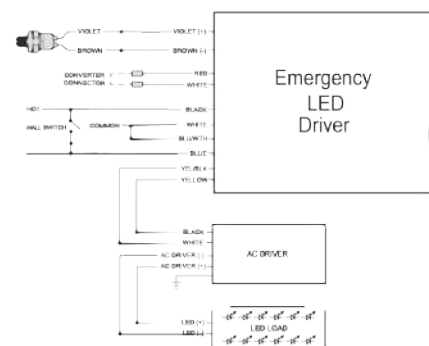 VIOLET VIOLET (+)
BROWN BROWN (-)
CONVERTER RED
CONNECTOR WHITE
Emergency
LED
Driver
HOT BLACK
WALL SWITCH COMMON WHITE
BLU/WTH
BLUE
YEL/BLK
YELLOW
BLACK
WHITE
AC DRIVER (-)
AC DRIVER (+)
AC DRIVER
LED (+)
LED (-)
LED LOAD